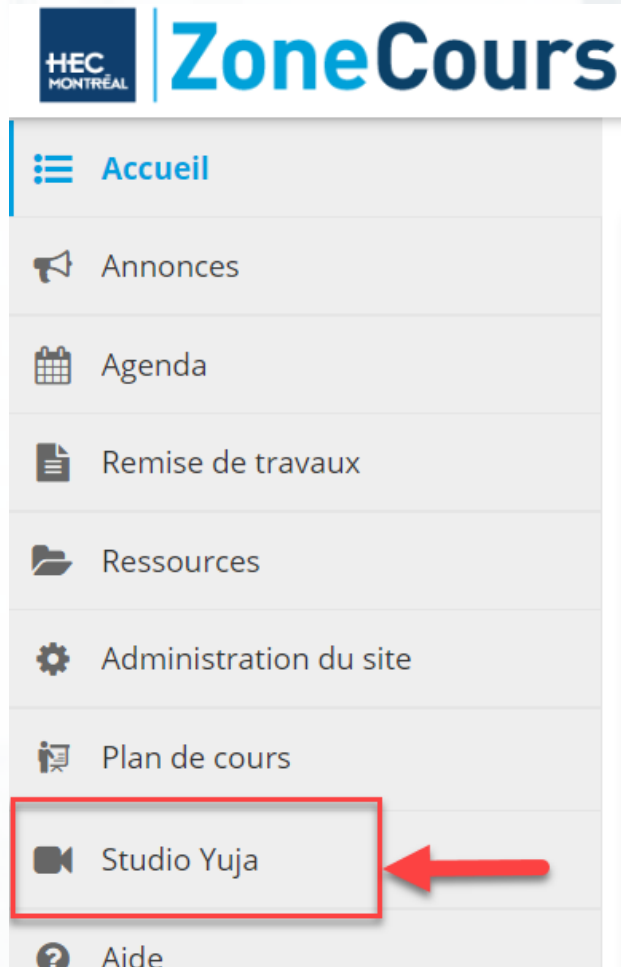 HEC
MONTRÉAL
ZoneCours
Accueil
Annonces
Agenda
Remise de travaux
Ressources
Administration du site
Plan de cours
Studio Yuja
Aide